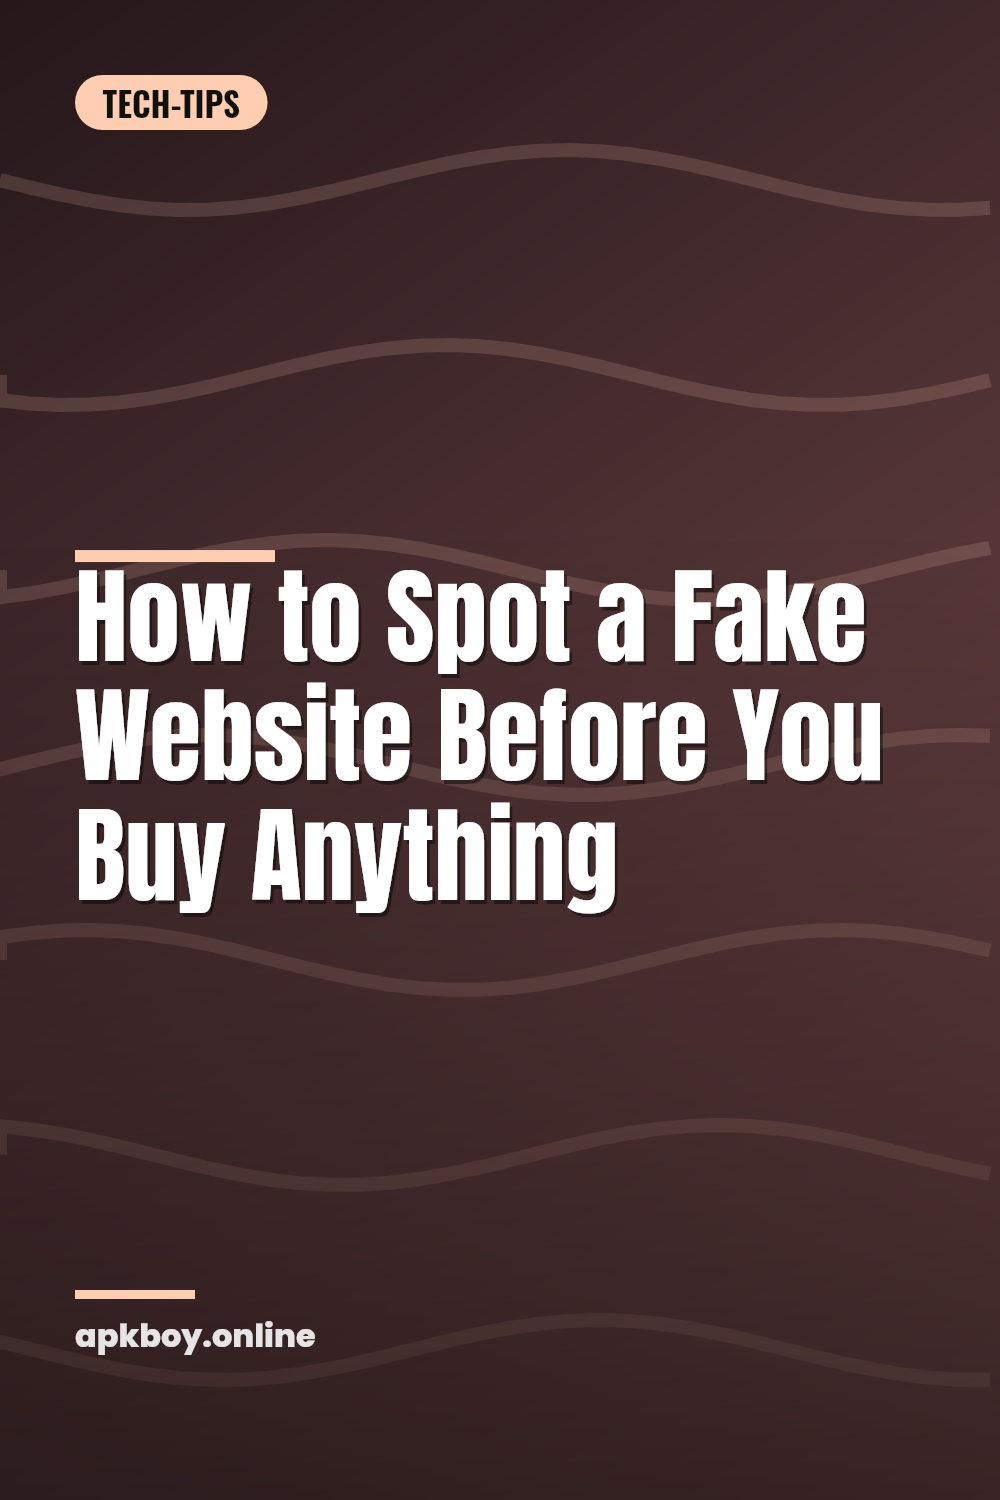 TECH-TIPS
How to Spot a Fake
Website Before You
Buy Anything
apkboy.online